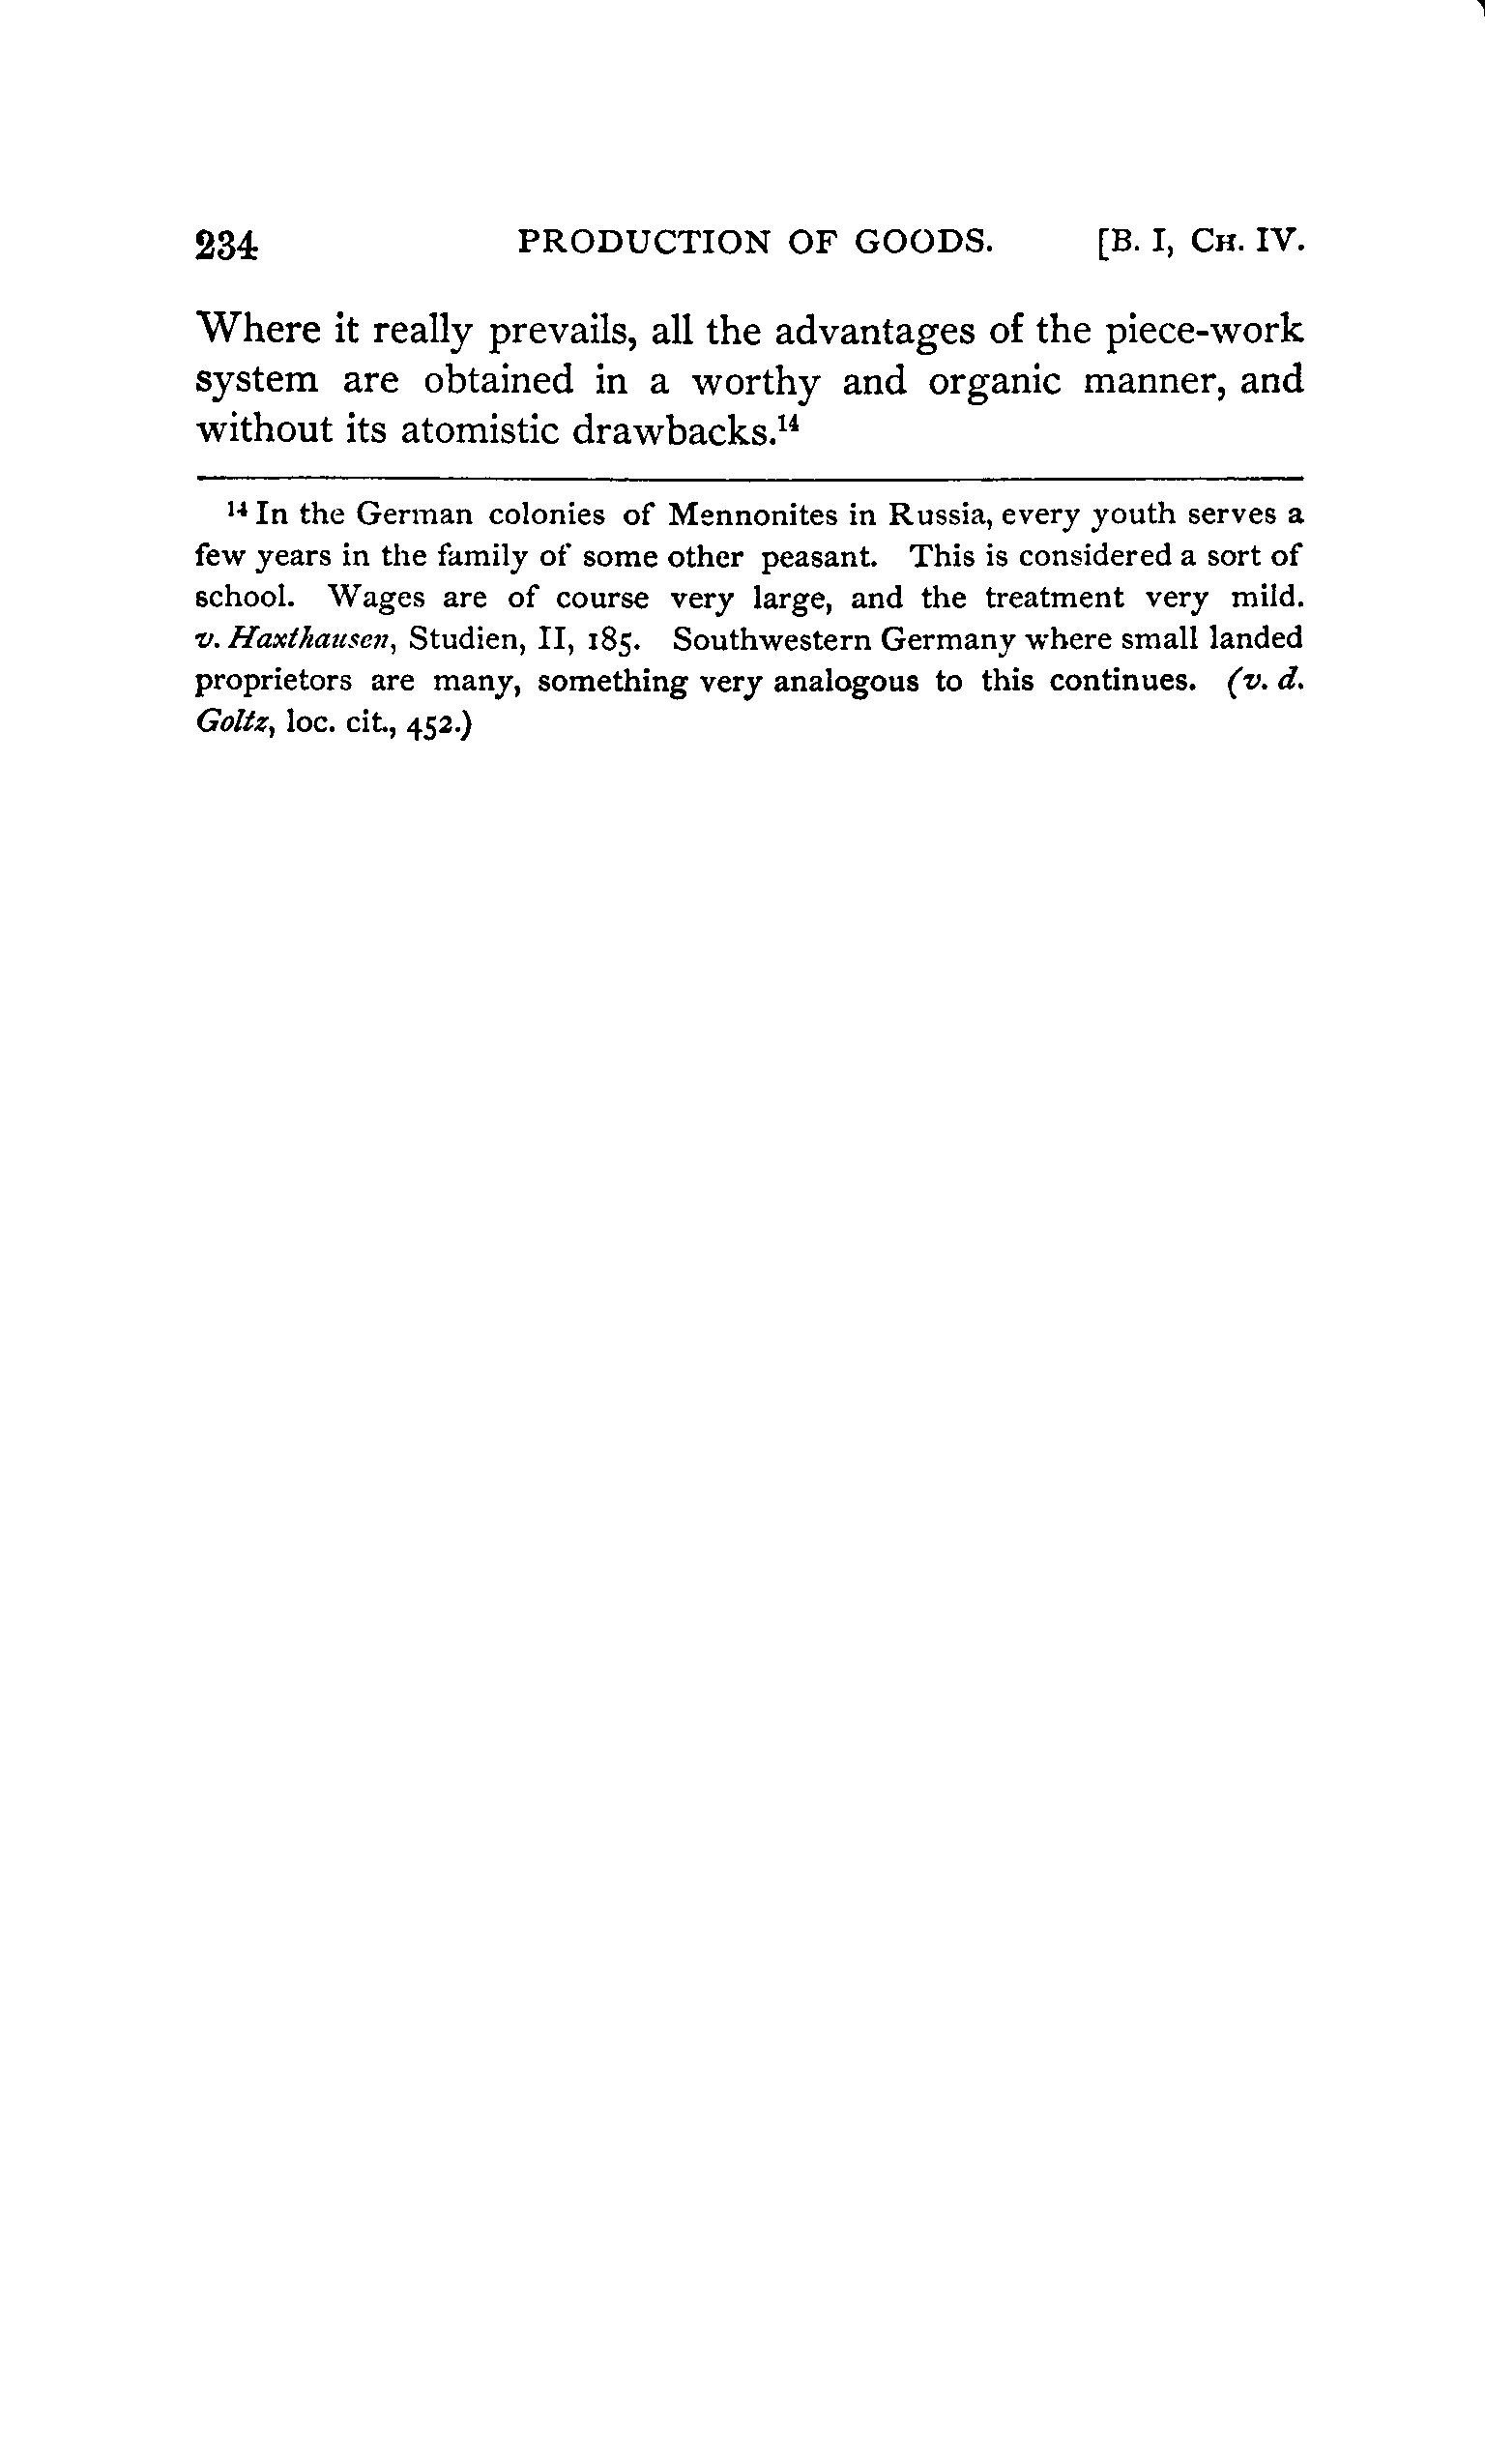 234 PRODUCTION OF GOODS. [B. I, CH. IV.
Where it really prevails, all the advantages of the piece-work
system are obtained in a worthy and organic manner, and
without its atomistic drawbacks.¹⁴
¹⁴ In the German colonies of Mennonites in Russia, every youth serves a
few years in the family of some other peasant. This is considered a sort of
school. Wages are of course very large, and the treatment very mild.
v. Haxthausen, Studien, II, 185. Southwestern Germany where small landed
proprietors are many, something very analogous to this continues. (v. d.
Goltz, loc. cit., 452.)